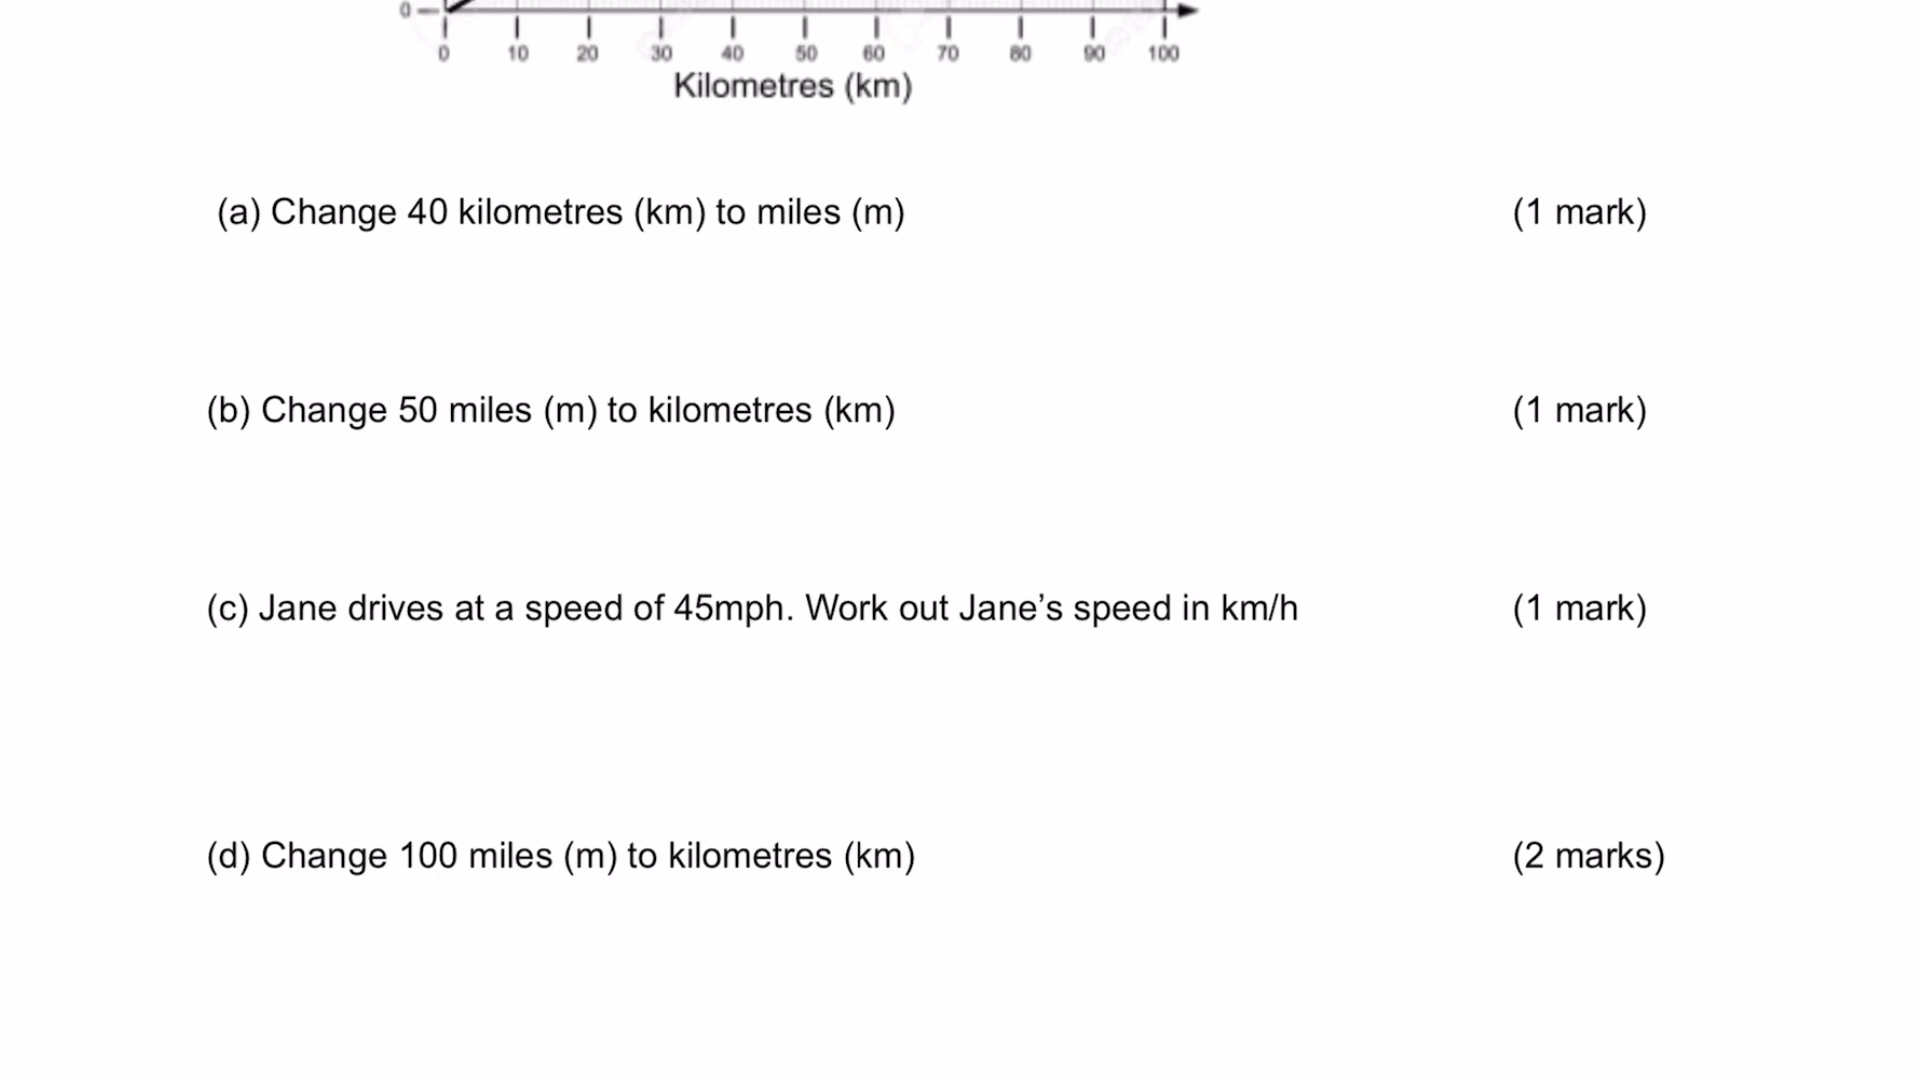 0
0 10 20 30 40 50 60 70 80 90 100
Kilometres (km)
(a) Change 40 kilometres (km) to miles (m) (1 mark)
(b) Change 50 miles (m) to kilometres (km) (1 mark)
(c) Jane drives at a speed of 45mph. Work out Jane’s speed in km/h (1 mark)
(d) Change 100 miles (m) to kilometres (km) (2 marks)